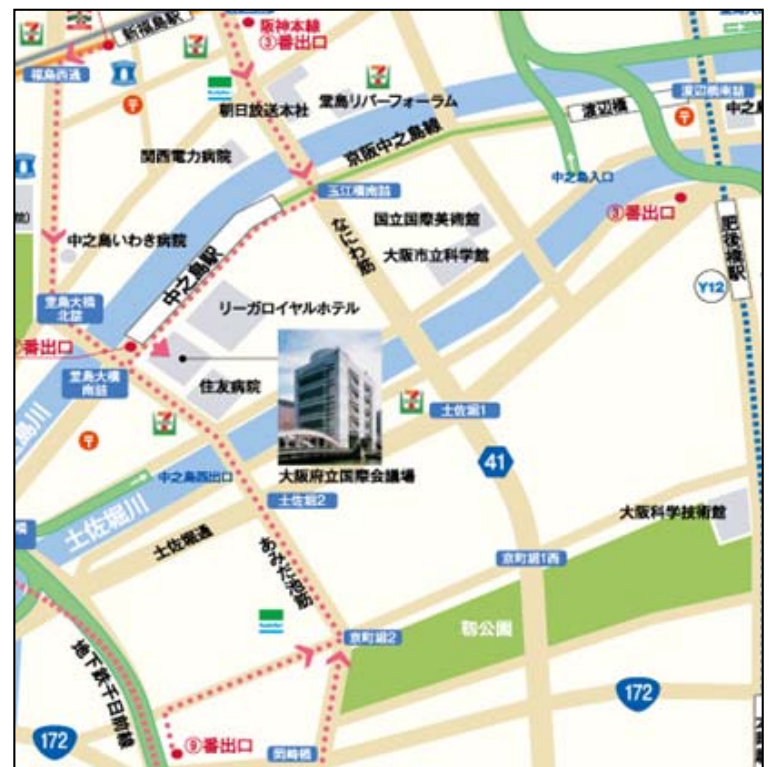 新福島駅
阪神本線
③番出口
福島西通
朝日放送本社
堂島リバーフォーラム
渡辺橋南詰
渡辺橋
京阪中之島線
関西電力病院
中之島入口
玉江橋南詰
③番出口
国立国際美術館
なにわ筋
肥後橋駅
中之島いわき病院
大阪市立科学館
中之島駅
Y12
堂島大橋
北詰
リーガロイヤルホテル
番出口
堂島大橋
南詰
住友病院
島川
土佐堀1
41
大阪府立国際会議場
中之島西出口
土佐堀2
土佐堀川
大阪科学技術館
土佐堀通
あみだ池筋
京町堀1西
靱公園
京町堀2
地下鉄千日前線
172
172
⑨番出口
岡崎橋